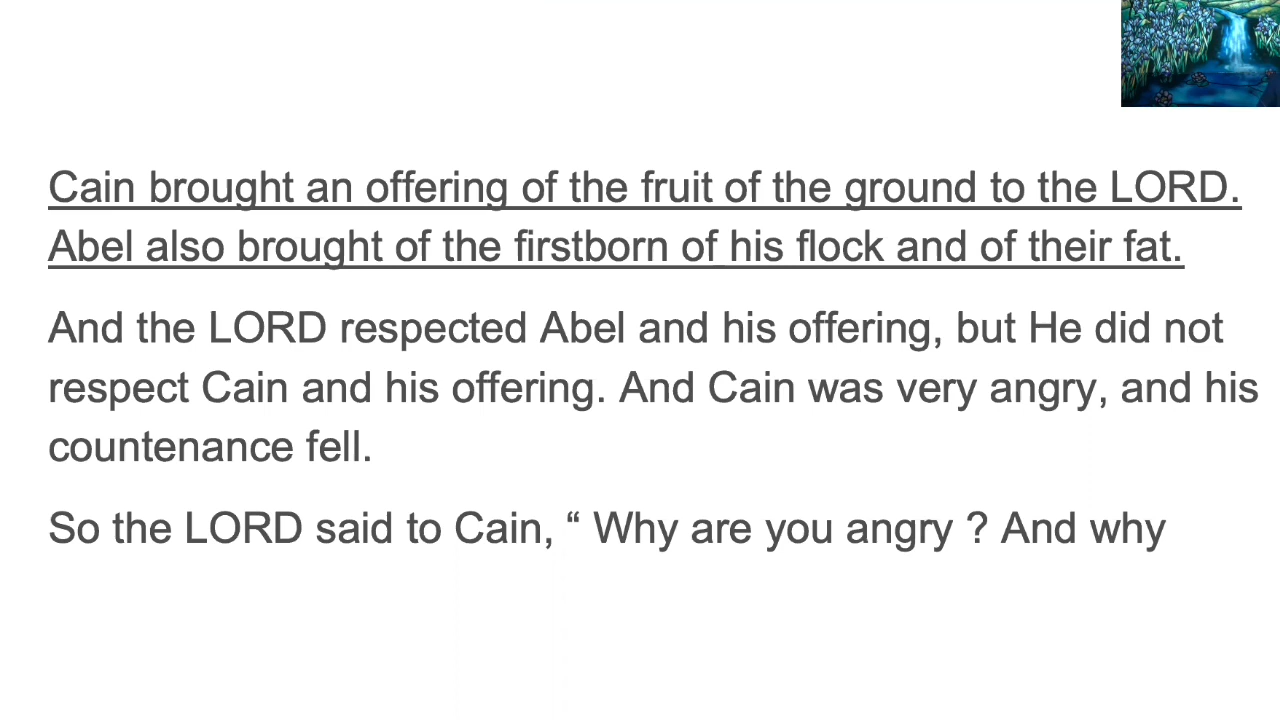 Cain brought an offering of the fruit of the ground to the LORD.
Abel also brought of the firstborn of his flock and of their fat.
And the LORD respected Abel and his offering, but He did not
respect Cain and his offering. And Cain was very angry, and his
countenance fell.
So the LORD said to Cain, “ Why are you angry ? And why